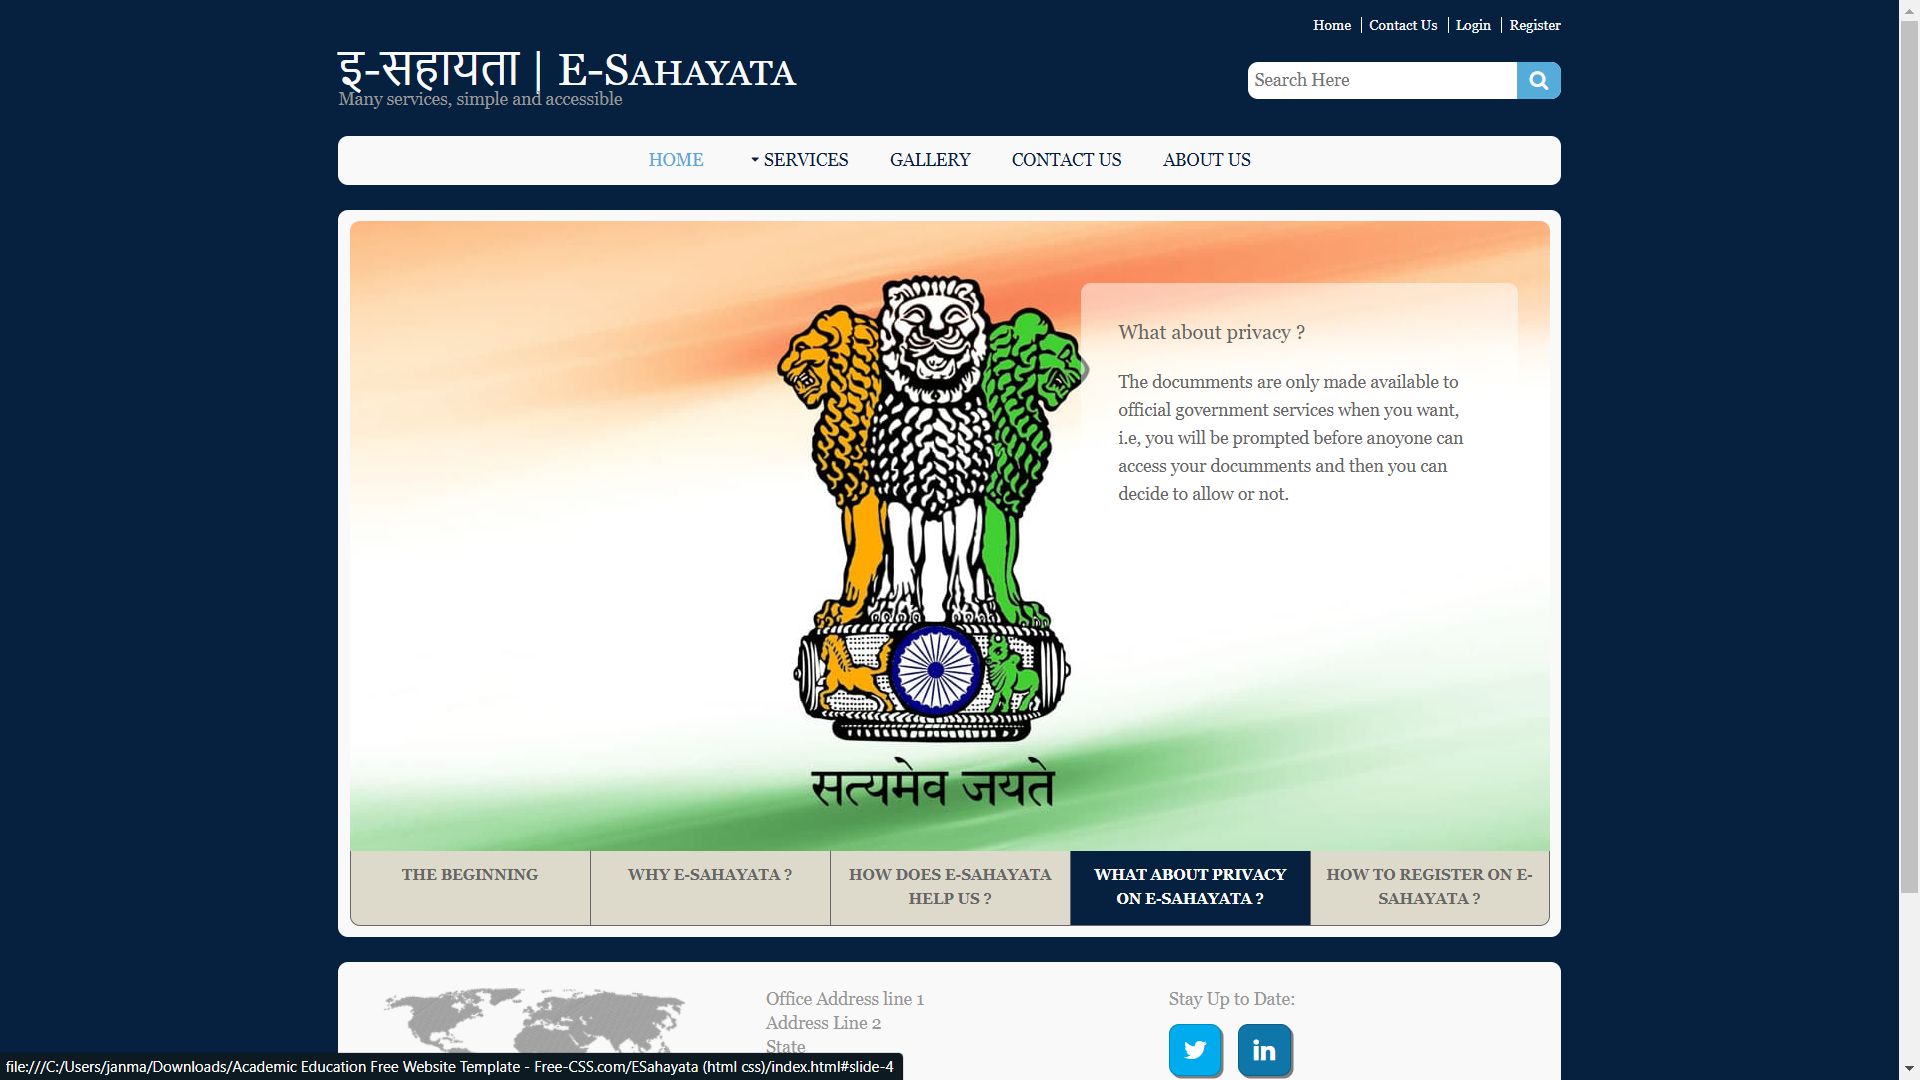 Home
Contact Us
Login
Register
इ-सहायता | E-Sahayata
Many services, simple and accessible
Search Here
HOME
SERVICES
GALLERY
CONTACT US
ABOUT US
What about privacy ?
The documments are only made available to
official government services when you want,
i.e, you will be prompted before anoyone can
access your documments and then you can
decide to allow or not.
सत्यमेव जयते
THE BEGINNING
WHY E-SAHAYATA ?
HOW DOES E-SAHAYATA
HELP US ?
WHAT ABOUT PRIVACY
ON E-SAHAYATA ?
HOW TO REGISTER ON E-
SAHAYATA ?
Office Address line 1
Address Line 2
State
Stay Up to Date:
in
file:///C:/Users/janma/Downloads/Academic Education Free Website Template - Free-CSS.com/ESahayata (html css)/index.html#slide-4